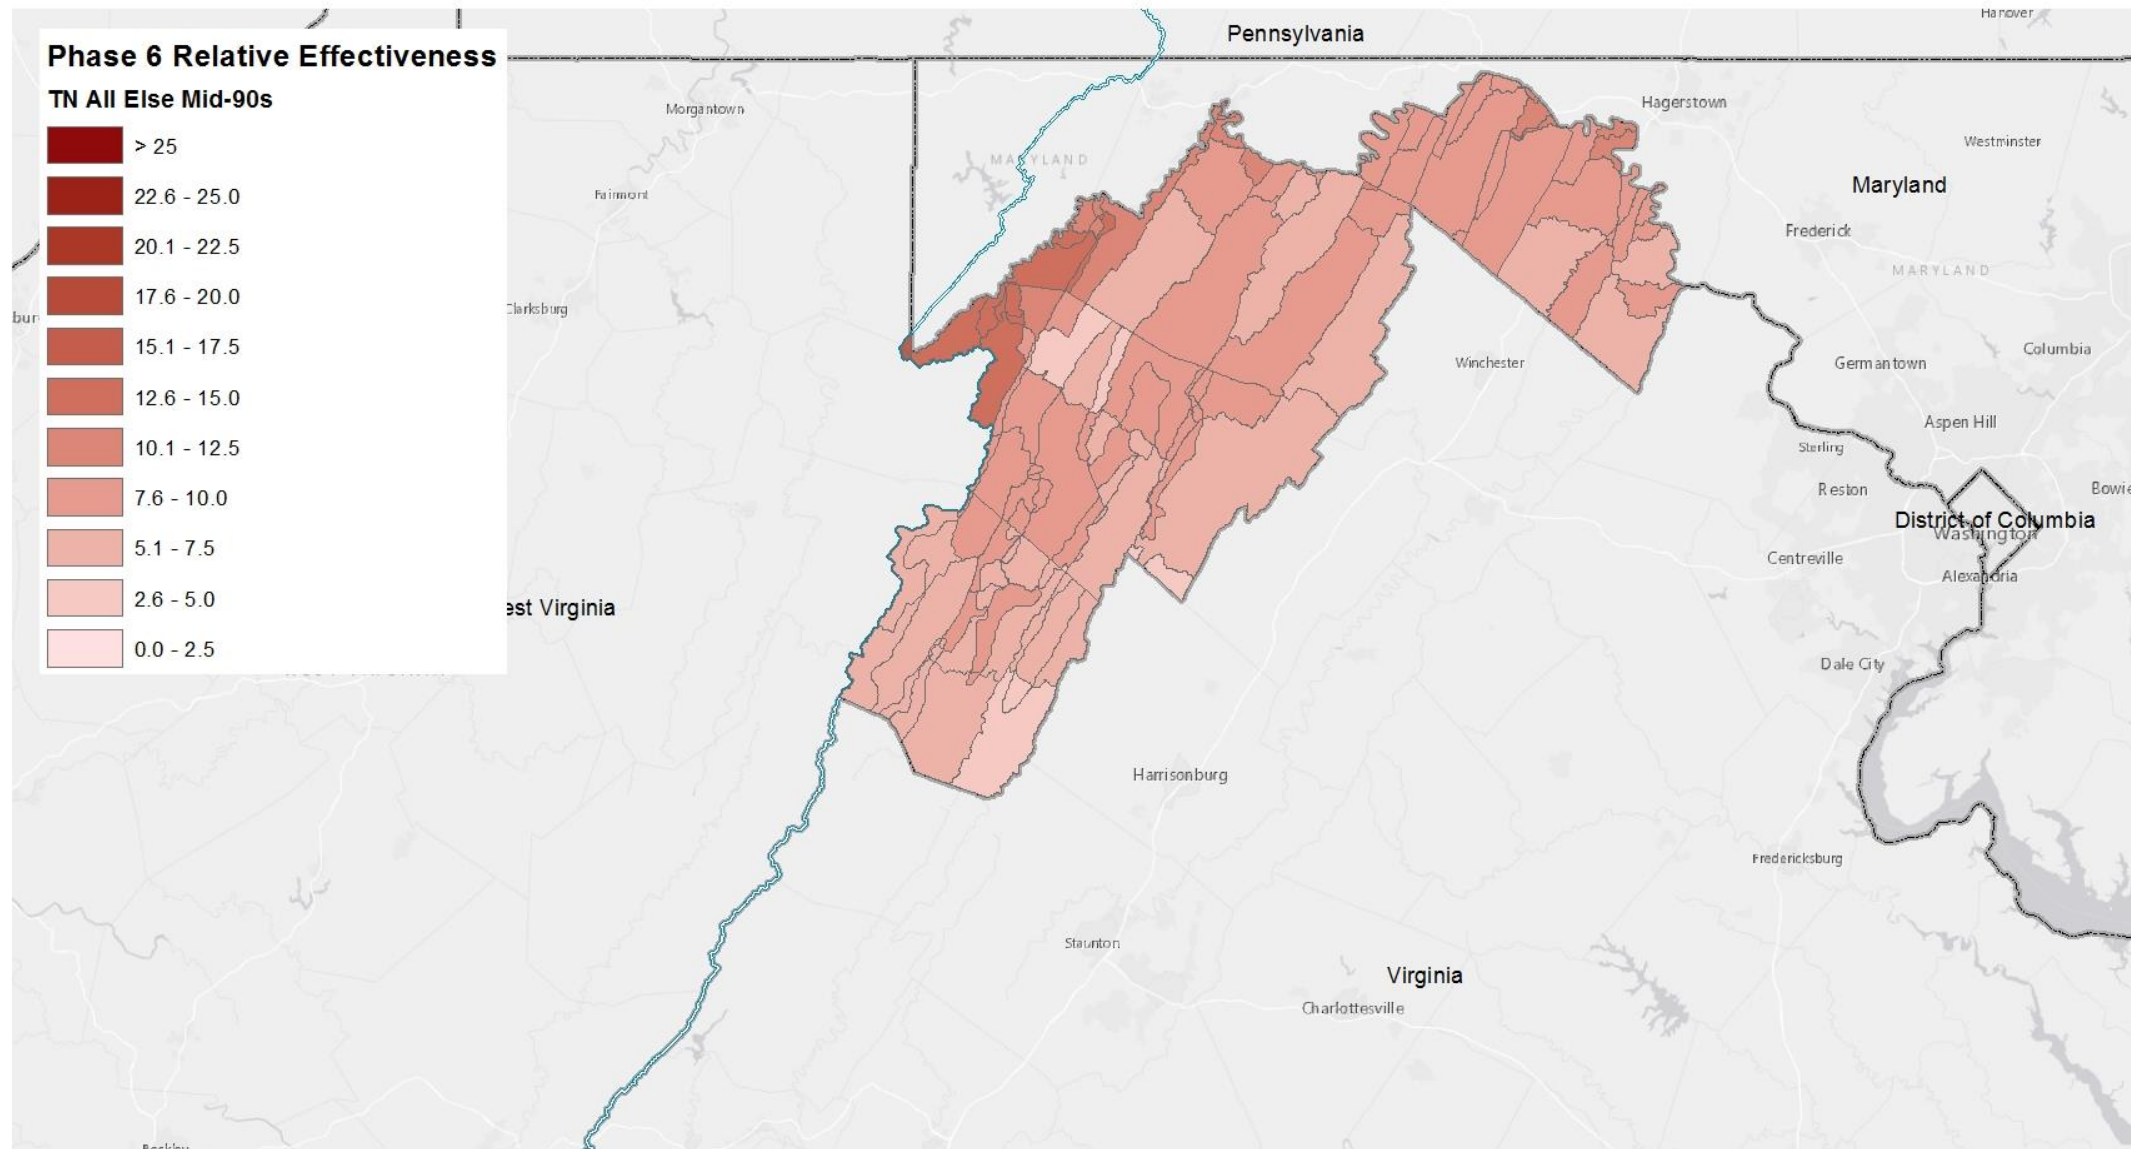 Hanover
Pennsylvania
Phase 6 Relative Effectiveness
TN All Else Mid-90s
> 25
22.6 - 25.0
20.1 - 22.5
17.6 - 20.0
15.1 - 17.5
12.6 - 15.0
10.1 - 12.5
7.6 - 10.0
5.1 - 7.5
2.6 - 5.0
0.0 - 2.5
Morgantown
Hagerstown
Westminster
MARYLAND
Maryland
Fairmont
Frederick
MARYLAND
Clarksburg
bur
Winchester
Germantown
Columbia
Aspen Hill
Sterling
Reston
Bowie
District of Columbia
Washington
Centreville
Alexandria
est Virginia
Dale City
Harrisonburg
Fredericksburg
Staunton
Virginia
Charlottesville